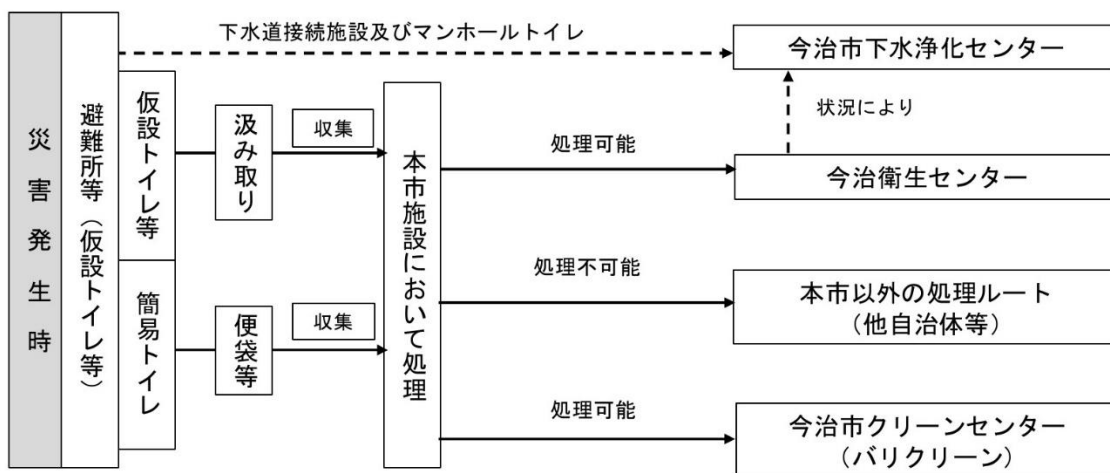 災害発生時
避難所等（仮設トイレ等）
下水道接続施設及びマンホールトイレ
今治市下水浄化センター
仮設トイレ等
汲み取り
収集
本市施設において処理
処理可能
状況により
今治衛生センター
処理不可能
本市以外の処理ルート
（他自治体等）
簡易トイレ
便袋等
収集
処理可能
今治市クリーンセンター
（バリクリーン）